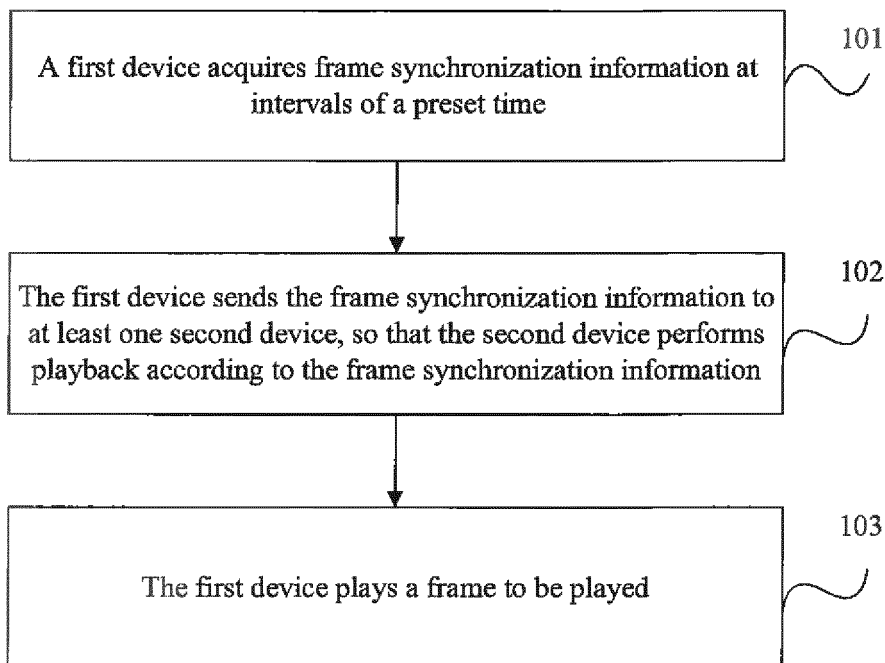 101
A first device acquires frame synchronization information at
intervals of a preset time
102
The first device sends the frame synchronization information to
at least one second device, so that the second device performs
playback according to the frame synchronization information
103
The first device plays a frame to be played